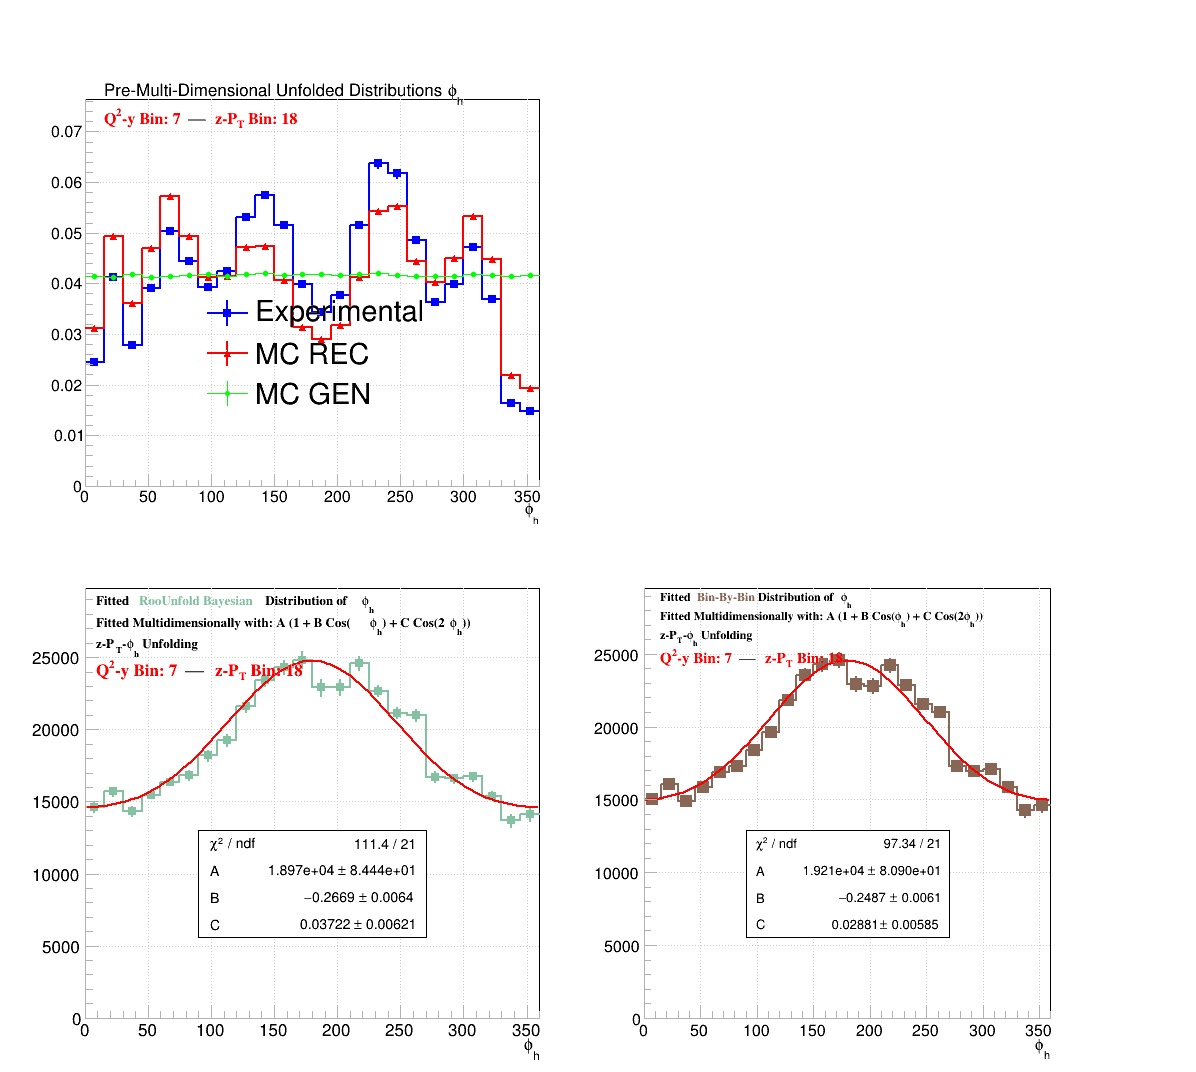 Pre-Multi-Dimensional Unfolded Distributions ϕh
Q²-y Bin: 7 — z-PT Bin: 18
0.07
0.06
0.05
0.04
0.03
0.02
0.01
0
Experimental
MC REC
MC GEN
0 50 100 150 200 250 300 350
ϕh
Fitted RooUnfold Bayesian Distribution of ϕh
Fitted Multidimensionally with: A (1 + B Cos( ϕh) + C Cos(2 ϕh))
z-PT-ϕh Unfolding
Q²-y Bin: 7 — z-PT Bin: 18
25000
20000
15000
10000
5000
0
χ² / ndf 111.4 / 21
A 1.897e+04 ± 8.444e+01
B −0.2669 ± 0.0064
C 0.03722 ± 0.00621
0 50 100 150 200 250 300 350
ϕh
Fitted Bin-By-Bin Distribution of ϕh
Fitted Multidimensionally with: A (1 + B Cos(ϕh) + C Cos(2ϕh))
z-PT-ϕh Unfolding
Q²-y Bin: 7 — z-PT Bin: 18
25000
20000
15000
10000
5000
0
χ² / ndf 97.34 / 21
A 1.921e+04 ± 8.090e+01
B −0.2487 ± 0.0061
C 0.02881 ± 0.00585
0 50 100 150 200 250 300 350
ϕh